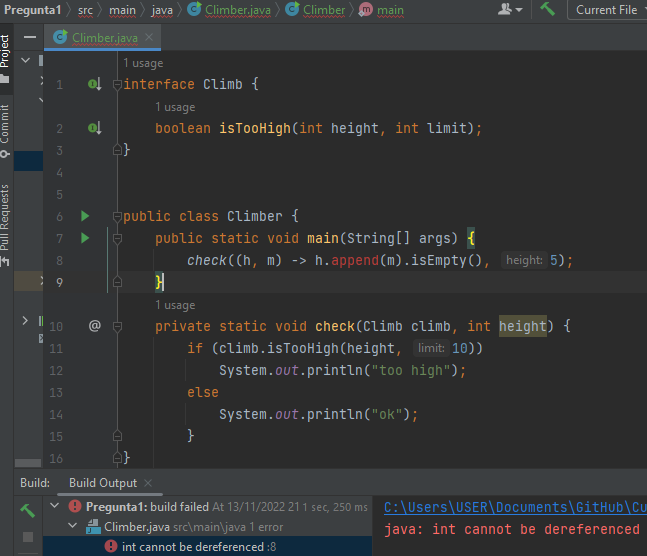 Pregunta1 › src › main › java › Climber.java › Climber › main Current File
Project
Commit
Pull Requests
Climber.java ×
1 usage
1 interface Climb {
1 usage
2 boolean isTooHigh(int height, int limit);
3 }
4
5
6 public class Climber {
7 public static void main(String[] args) {
8 check((h, m) -> h.append(m).isEmpty(), height: 5);
9 }
1 usage
10 @ private static void check(Climb climb, int height) {
11 if (climb.isTooHigh(height, limit: 10))
12 System.out.println("too high");
13 else
14 System.out.println("ok");
15 }
16 }
Build: Build Output ×
Pregunta1: build failed At 13/11/2022 21 1 sec, 250 ms
C:\Users\USER\Documents\GitHub\Cu
Climber.java src\main\java 1 error
java: int cannot be dereferenced
int cannot be dereferenced :8